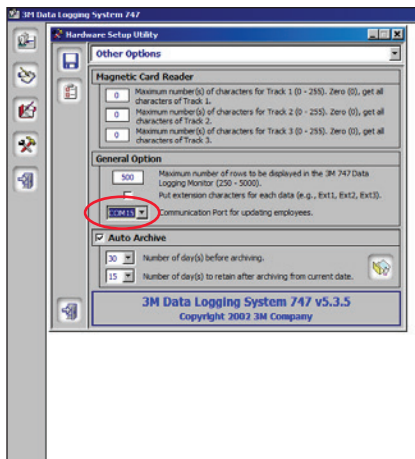 3M Data Logging System 747
Hardware Setup Utility
Other Options
Magnetic Card Reader
0 Maximum number(s) of characters for Track 1 (0 - 255). Zero (0), get all
characters of Track 1.
0 Maximum number(s) of characters for Track 2 (0 - 255). Zero (0), get all
characters of Track 2.
0 Maximum number(s) of characters for Track 3 (0 - 255). Zero (0), get all
characters of Track 3.
General Option
500 Maximum number of rows to be displayed in the 3M 747 Data
Logging Monitor (250 - 5000).
Put extension characters for each data (e.g., Ext1, Ext2, Ext3).
COM15 Communication Port for updating employees.
Auto Archive
30 Number of day(s) before archiving.
15 Number of day(s) to retain after archiving from current date.
3M Data Logging System 747 v5.3.5
Copyright 2002 3M Company